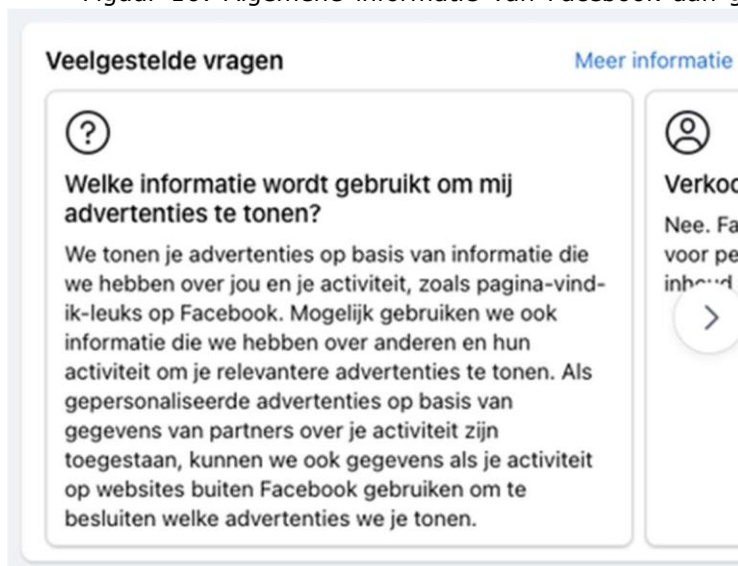 Veelgestelde vragen
Meer informatie
Welke informatie wordt gebruikt om mij
advertenties te tonen?
We tonen je advertenties op basis van informatie die
we hebben over jou en je activiteit, zoals pagina-vind-
ik-leuks op Facebook. Mogelijk gebruiken we ook
informatie die we hebben over anderen en hun
activiteit om je relevantere advertenties te tonen. Als
gepersonaliseerde advertenties op basis van
gegevens van partners over je activiteit zijn
toegestaan, kunnen we ook gegevens als je activiteit
op websites buiten Facebook gebruiken om te
besluiten welke advertenties we je tonen.
Nee.
voor